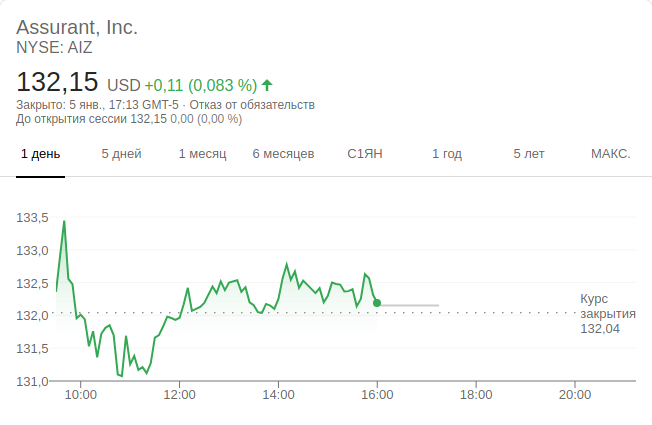 Assurant, Inc.
NYSE: AIZ
132,15 USD +0,11 (0,083 %)
Закрыто: 5 янв., 17:13 GMT-5 · Отказ от обязательств
До открытия сессии 132,15 0,00 (0,00 %)
1 день 5 дней 1 месяц 6 месяцев С1ЯН 1 год 5 лет МАКС.
133,5
133,0
132,5
132,0
131,5
131,0
Курс
закрытия
132,04
10:00 12:00 14:00 16:00 18:00 20:00